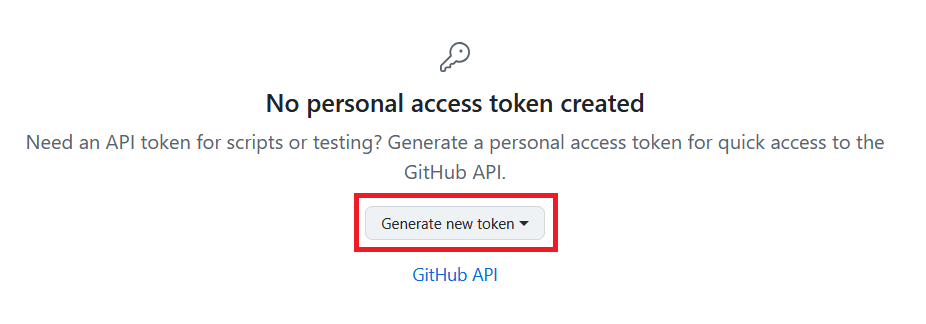 No personal access token created
Need an API token for scripts or testing? Generate a personal access token for quick access to the
GitHub API.
Generate new token
GitHub API